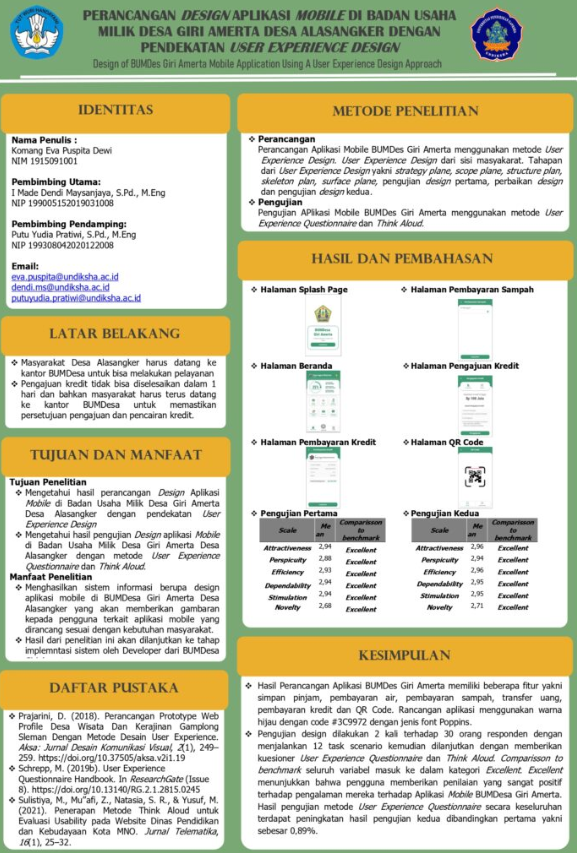 PERANCANGAN DESIGN APLIKASI MOBILE DI BADAN USAHA
MILIK DESA GIRI AMERTA DESA ALASANGKER DENGAN
PENDEKATAN USER EXPERIENCE DESIGN
Design of BUMDes Giri Amerta Mobile Application Using A User Experience Design Approach
IDENTITAS
Nama Penulis :
Komang Eva Puspita Dewi
NIM 1915091001
Pembimbing Utama:
I Made Dendi Maysanjaya, S.Pd., M.Eng
NIP 199005152019031008
Pembimbing Pendamping:
Putu Yudia Pratiwi, S.Pd., M.Eng
NIP 199308042020122008
Email:
eva.puspita@undiksha.ac.id
dendi.ms@undiksha.ac.id
putuyudia.pratiwi@undiksha.ac.id
LATAR BELAKANG
❖ Masyarakat Desa Alasangker harus datang ke
kantor BUMDesa untuk bisa melakukan pelayanan
❖ Pengajuan kredit tidak bisa diselesaikan dalam 1
hari dan bahkan masyarakat harus terus datang
ke kantor BUMDesa untuk memastikan
persetujuan pengajuan dan pencairan kredit.
TUJUAN DAN MANFAAT
Tujuan Penelitian
❖ Mengetahui hasil perancangan Design Aplikasi
Mobile di Badan Usaha Milik Desa Giri Amerta
Desa Alasangker dengan pendekatan User
Experience Design
❖ Mengetahui hasil pengujian Design aplikasi Mobile
di Badan Usaha Milik Desa Giri Amerta Desa
Alasangker dengan metode User Experience
Questionnaire dan Think Aloud.
Manfaat Penelitian
❖ Menghasilkan sistem informasi berupa design
aplikasi mobile di BUMDesa Giri Amerta Desa
Alasangker yang akan memberikan gambaran
kepada pengguna terkait aplikasi mobile yang
dirancang sesuai dengan kebutuhan masyarakat.
❖ Hasil dari penelitian ini akan dilanjutkan ke tahap
implemntasi sistem oleh Developer dari BUMDesa
DAFTAR PUSTAKA
❖ Prajarini, D. (2018). Perancangan Prototype Web
Profile Desa Wisata Dan Kerajinan Gamplong
Sleman Dengan Metode Desain User Experience.
Aksa: Jurnal Desain Komunikasi Visual, 2(1), 249–
259. https://doi.org/10.37505/aksa.v2i1.19
❖ Schrepp, M. (2019b). User Experience
Questionnaire Handbook. In ResearchGate (Issue
8). https://doi.org/10.13140/RG.2.1.2815.0245
❖ Sulistiya, M., Mu"afi, Z., Natasia, S. R., & Yusuf, M.
(2021). Penerapan Metode Think Aloud untuk
Evaluasi Usability pada Website Dinas Pendidikan
dan Kebudayaan Kota MNO. Jurnal Telematika,
16(1), 25–32.
METODE PENELITIAN
❖ Perancangan
Perancangan Aplikasi Mobile BUMDes Giri Amerta menggunakan metode User
Experience Design. User Experience Design dari sisi masyakarat. Tahapan
dari User Experience Design yakni strategy plane, scope plane, structure plan,
skeleton plan, surface plane, pengujian design pertama, perbaikan design
dan pengujian design kedua.
❖ Pengujian
Pengujian APlikasi Mobile BUMDes Giri Amerta menggunakan metode User
Experience Questionnaire dan Think Aloud.
HASIL DAN PEMBAHASAN
❖ Halaman Splash Page
❖ Halaman Pembayaran Sampah
BUMDesa
Giri Amerta
❖ Halaman Beranda
❖ Halaman Pengajuan Kredit
❖ Halaman Pembayaran Kredit
❖ Halaman QR Code
❖ Pengujian Pertama
Scale Me an Comparisson to benchmark
Attractiveness 2,94 Excellent
Perspicuity 2,88 Excellent
Efficiency 2,93 Excellent
Dependability 2,94 Excellent
Stimulation 2,94 Excellent
Novelty 2,68 Excellent
❖ Pengujian Kedua
Scale Me an Comparisson to benchmark
Attractiveness 2,96 Excellent
Perspicuity 2,94 Excellent
Efficiency 2,96 Excellent
Dependability 2,95 Excellent
Stimulation 2,95 Excellent
Novelty 2,71 Excellent
KESIMPULAN
❖ Hasil Perancangan Aplikasi BUMDes Giri Amerta memiliki beberapa fitur yakni
simpan pinjam, pembayaran air, pembayaran sampah, transfer uang,
pembayaran kredit dan QR Code. Rancangan aplikasi menggunakan warna
hijau dengan code #3C9972 dengan jenis font Poppins.
❖ Pengujian design dilakukan 2 kali terhadap 30 orang responden dengan
menjalankan 12 task scenario kemudian dilanjutkan dengan memberikan
kuesioner User Experience Questionnaire dan Think Aloud. Comparisson to
benchmark seluruh variabel masuk ke dalam kategori Excellent. Excellent
menunjukkan bahwa pengguna memberikan penilaian yang sangat positif
terhadap pengalaman mereka terhadap Aplikasi Mobile BUMDesa Giri Amerta.
Hasil pengujian metode User Experience Questionnaire secara keseluruhan
terdapat peningkatan hasil pengujian kedua dibandingkan pertama yakni
sebesar 0,89%.